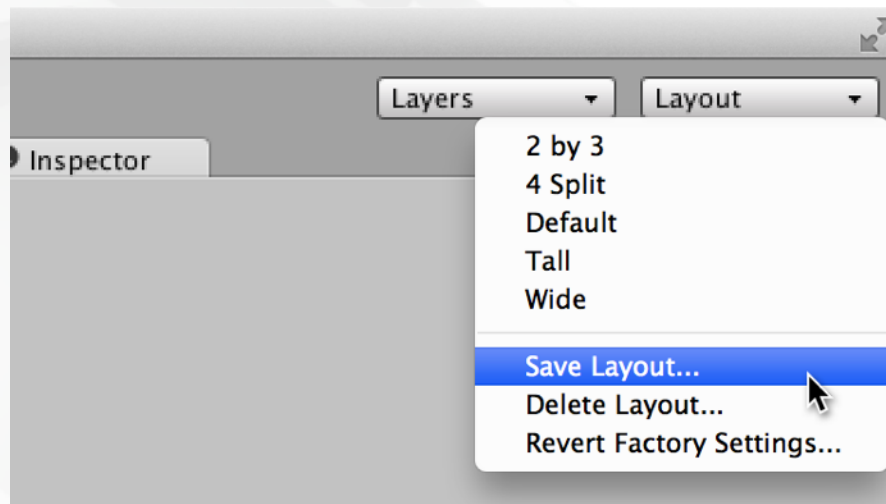 Layers
Layout
Inspector
2 by 3
4 Split
Default
Tall
Wide
Save Layout...
Delete Layout...
Revert Factory Settings...